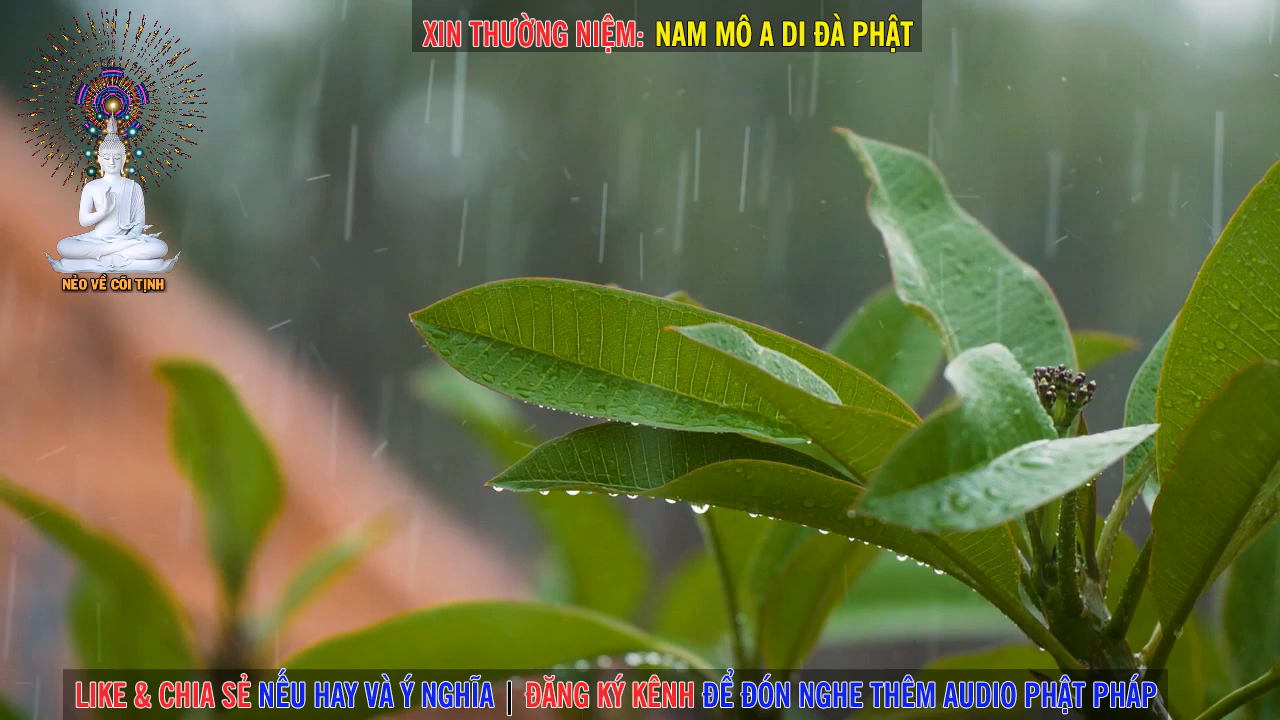 XIN THƯỜNG NIỆM: NAM MÔ A DI ĐÀ PHẬT
NẺO VỀ CÕI TỊNH
LIKE & CHIA SẺ NẾU HAY VÀ Ý NGHĨA | ĐĂNG KÝ KÊNH ĐỂ ĐÓN NGHE THÊM AUDIO PHẬT PHÁP